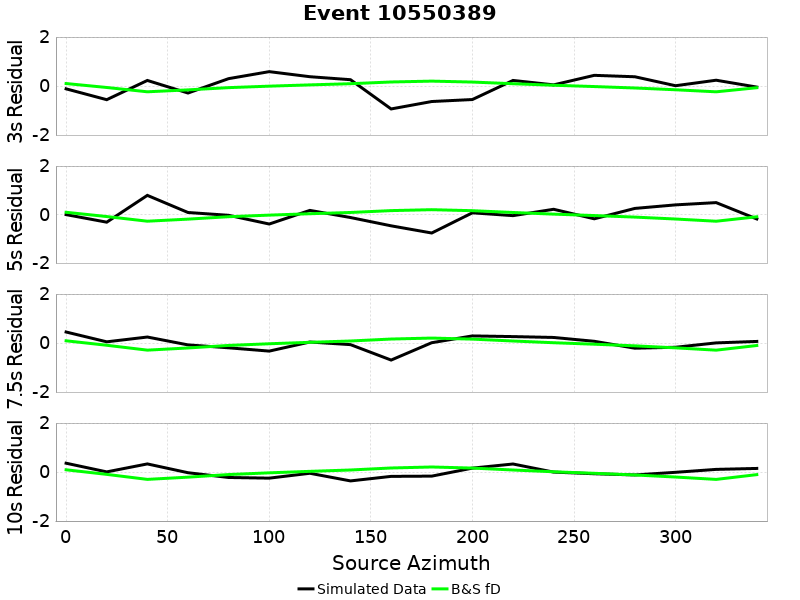 Event 10550389
3s Residual
2
0
-2
5s Residual
2
0
-2
7.5s Residual
2
0
-2
10s Residual
2
0
-2
0 50 100 150 200 250 300
Source Azimuth
Simulated Data B&S fD